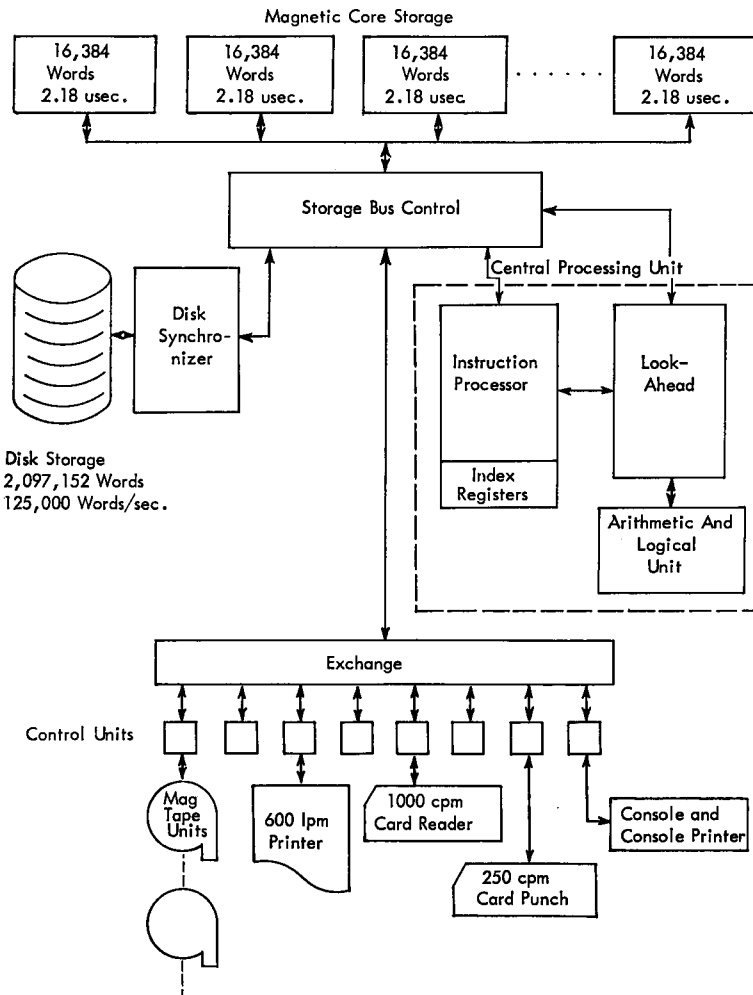 Magnetic Core Storage
16,384
Words
2.18 usec.
16,384
Words
2.18 usec.
16,384
Words
2.18 usec
. . . . . . .
16,384
Words
2.18 usec.
Storage Bus Control
Central Processing Unit
Disk
Synchro-
nizer
Instruction
Processor
Look-
Ahead
Index
Registers
Disk Storage
2,097,152 Words
125,000 Words/sec.
Arithmetic And
Logical
Unit
Exchange
Control Units
Mag
Tape
Units
600 lpm
Printer
1000 cpm
Card Reader
250 cpm
Card Punch
Console and
Console Printer